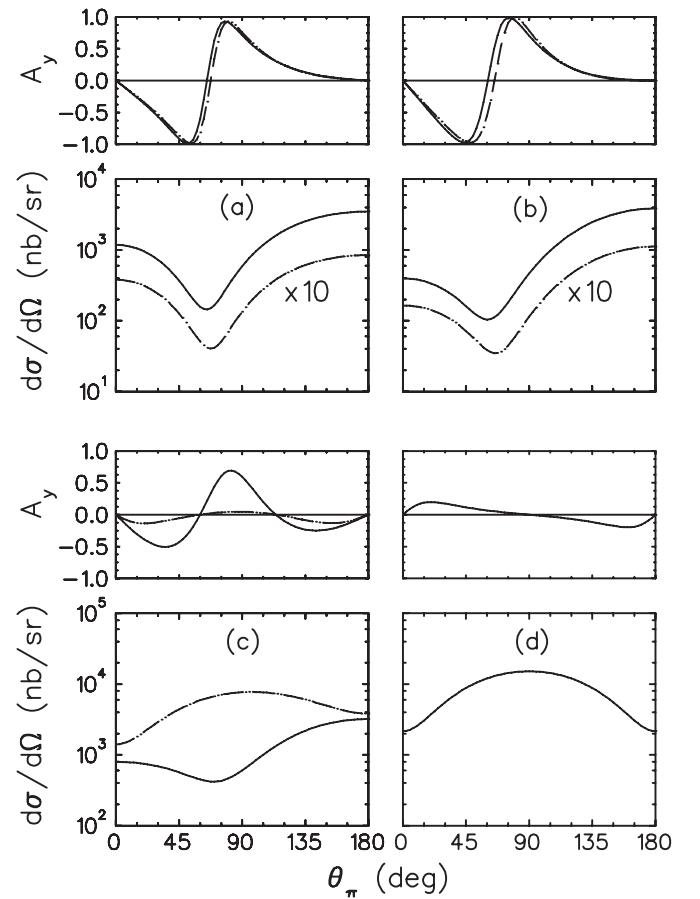 1.0
0.5
0.0
−0.5
−1.0
A_y
10^4
10^3
10^2
10^1
dσ/dΩ (nb/sr)
(a)
x10
(b)
x10
1.0
0.5
0.0
−0.5
−1.0
A_y
10^5
10^4
10^3
10^2
dσ/dΩ (nb/sr)
(c)
(d)
0 45 90 135 180 0 45 90 135 180
θ_π (deg)